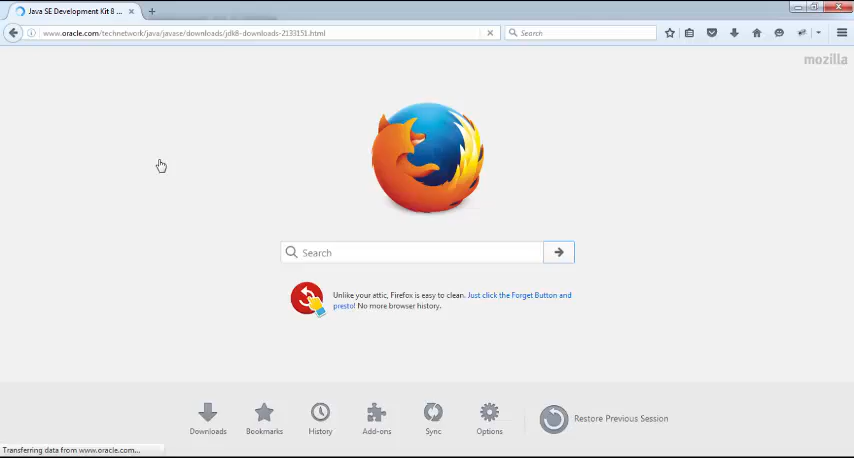 Java SE Development Kit 8 ...
www.oracle.com/technetwork/java/javase/downloads/jdk8-downloads-2133151.html
Search
mozilla
Search
Unlike your attic, Firefox is easy to clean. Just click the Forget Button and
presto! No more browser history.
Downloads
Bookmarks
History
Add-ons
Sync
Options
Restore Previous Session
Transferring data from www.oracle.com...